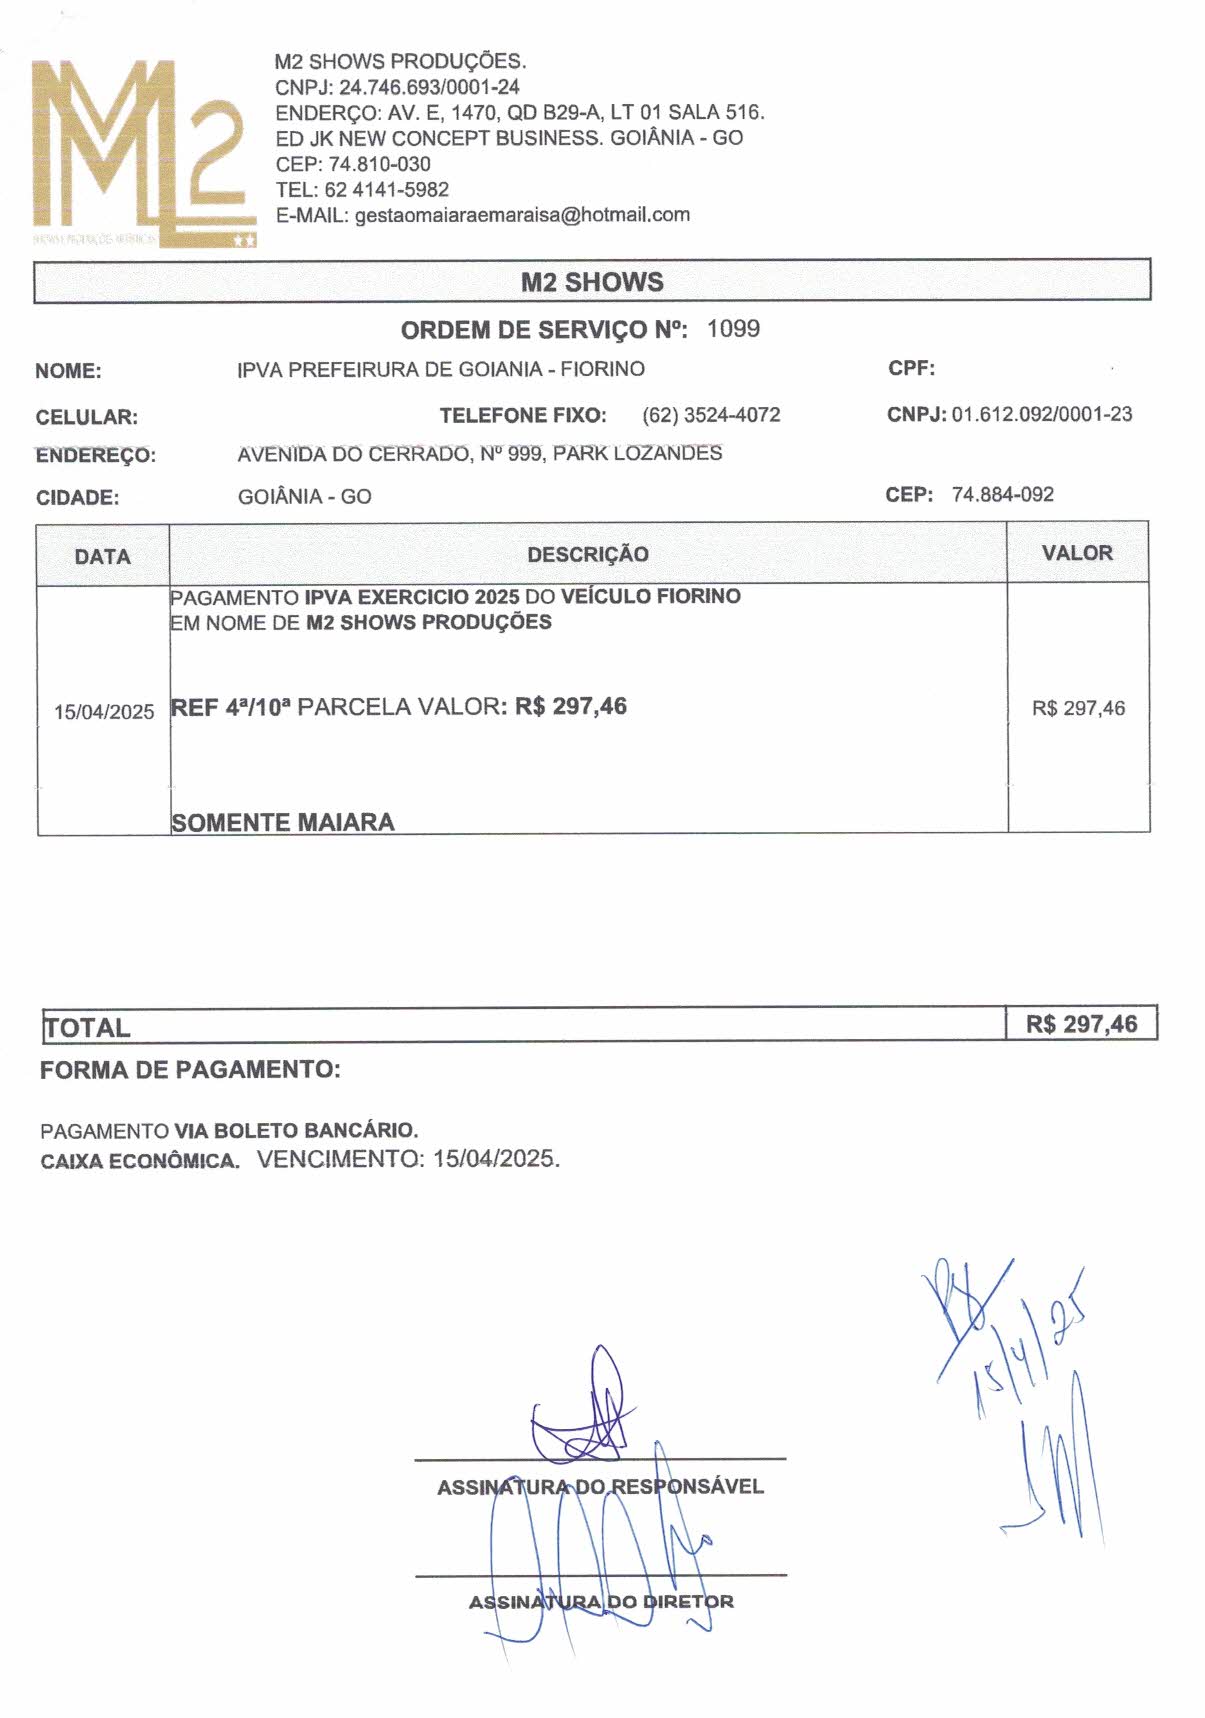 M2
M2 SHOWS PRODUÇÕES.
CNPJ: 24.746.693/0001-24
ENDERÇO: AV. E, 1470, QD B29-A, LT 01 SALA 516.
ED JK NEW CONCEPT BUSINESS. GOIÂNIA - GO
CEP: 74.810-030
TEL: 62 4141-5982
E-MAIL: gestaomaiaraemaraisa@hotmail.com
M2 SHOWS
ORDEM DE SERVIÇO Nº: 1099
NOME: IPVA PREFEIRURA DE GOIANIA - FIORINO CPF:
CELULAR: TELEFONE FIXO: (62) 3524-4072 CNPJ: 01.612.092/0001-23
ENDEREÇO: AVENIDA DO CERRADO, Nº 999, PARK LOZANDES
CIDADE: GOIÂNIA - GO CEP: 74.884-092
DATA DESCRIÇÃO VALOR
PAGAMENTO IPVA EXERCICIO 2025 DO VEÍCULO FIORINO
EM NOME DE M2 SHOWS PRODUÇÕES
15/04/2025 REF 4ª/10ª PARCELA VALOR: R$ 297,46 R$ 297,46
SOMENTE MAIARA
TOTAL R$ 297,46
FORMA DE PAGAMENTO:
PAGAMENTO VIA BOLETO BANCÁRIO.
CAIXA ECONÔMICA. VENCIMENTO: 15/04/2025.
15/4/25
ASSINATURA DO RESPONSÁVEL
ASSINATURA DO DIRETOR